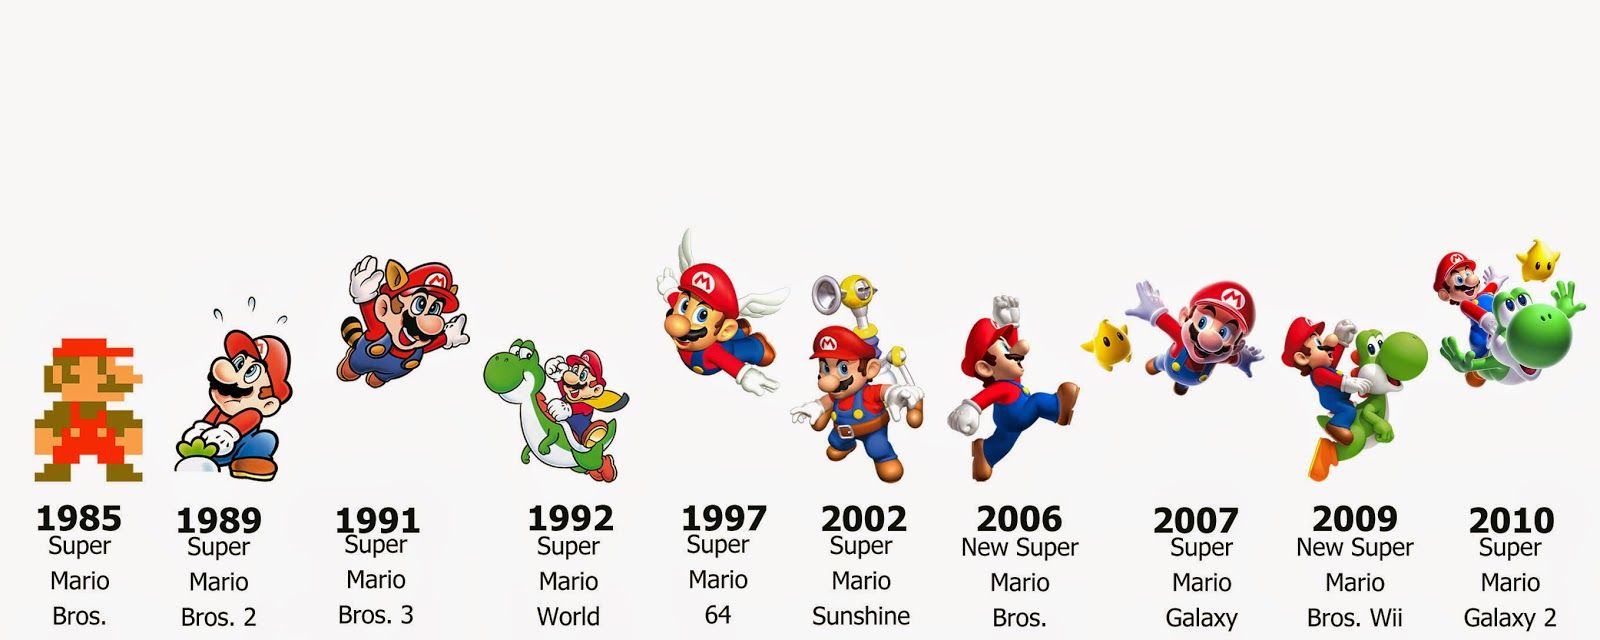 1985
Super
Mario
Bros.
1989
Super
Mario
Bros. 2
1991
Super
Mario
Bros. 3
1992
Super
Mario
World
1997
Super
Mario
64
2002
Super
Mario
Sunshine
2006
New Super
Mario
Bros.
2007
Super
Mario
Galaxy
2009
New Super
Mario
Bros. Wii
2010
Super
Mario
Galaxy 2